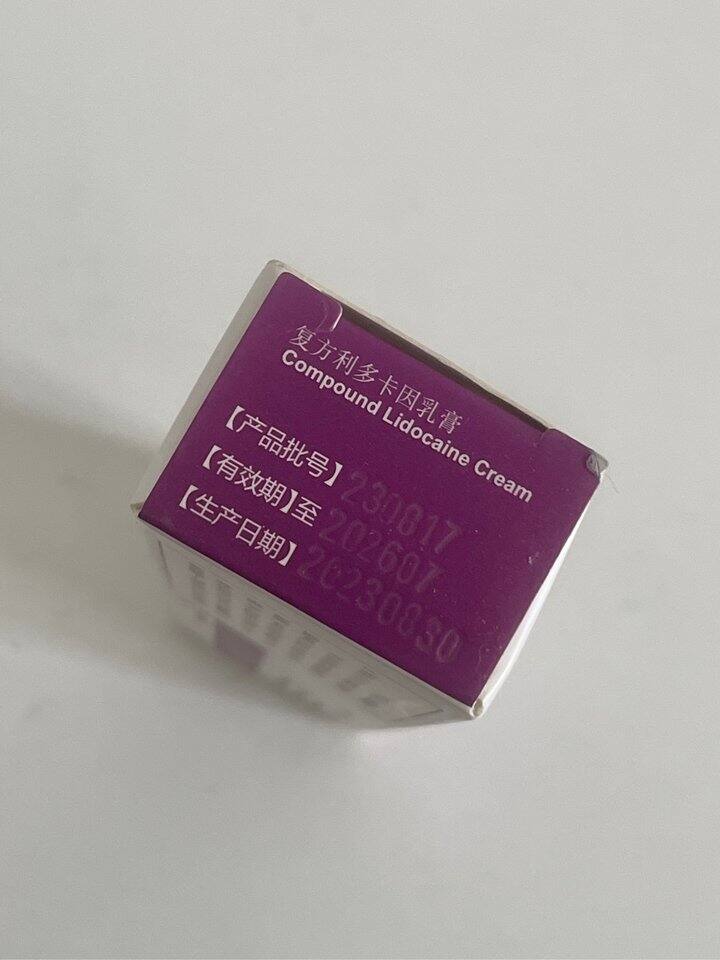 复方利多卡因乳膏
Compound Lidocaine Cream
【产品批号】230817
【有效期】至 202607
【生产日期】20230830